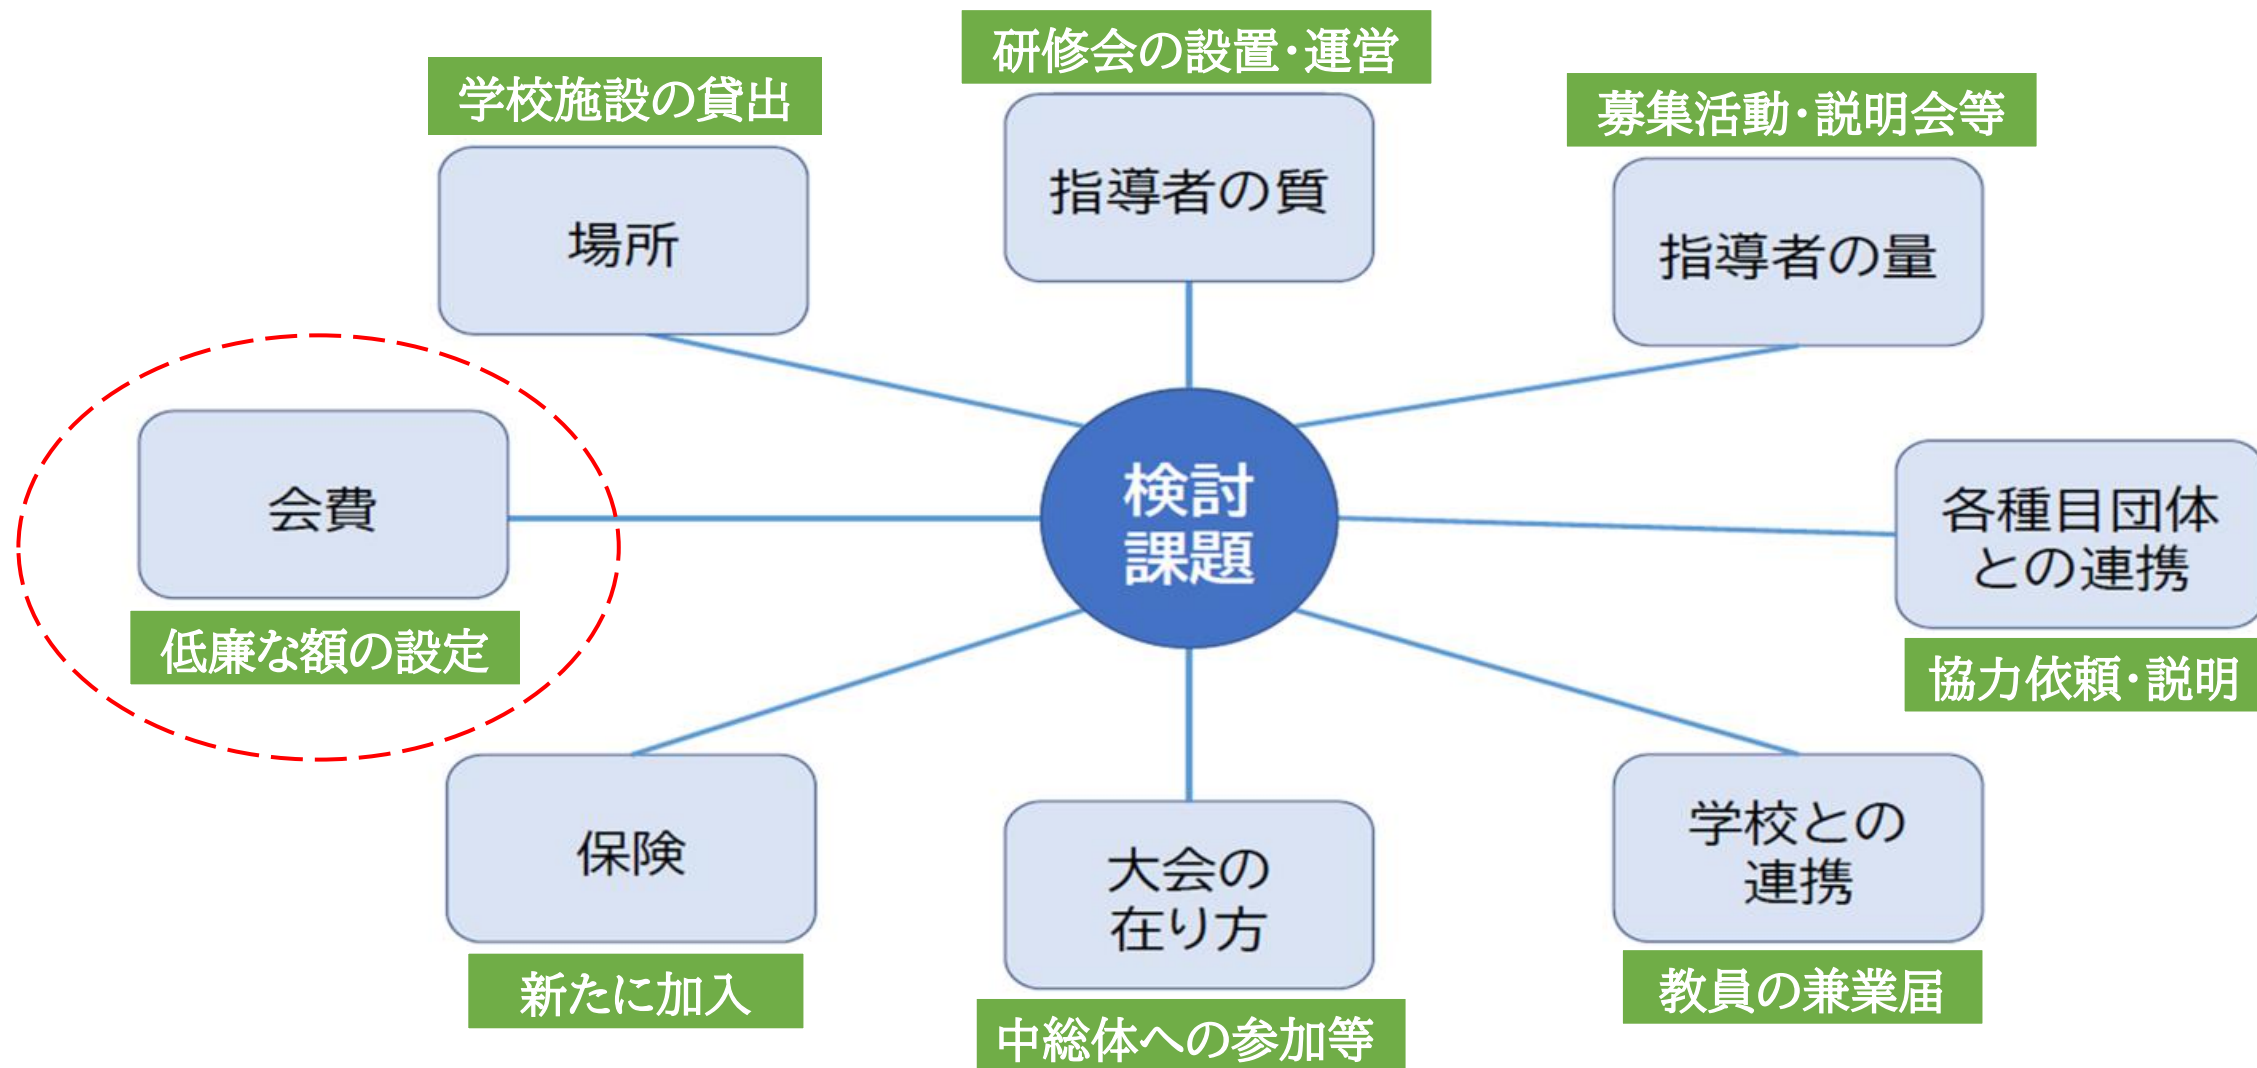 研修会の設置・運営
指導者の質
学校施設の貸出
場所
募集活動・説明会等
指導者の量
会費
低廉な額の設定
検討
課題
各種目団体
との連携
協力依頼・説明
保険
新たに加入
大会の
在り方
中総体への参加等
学校との
連携
教員の兼業届